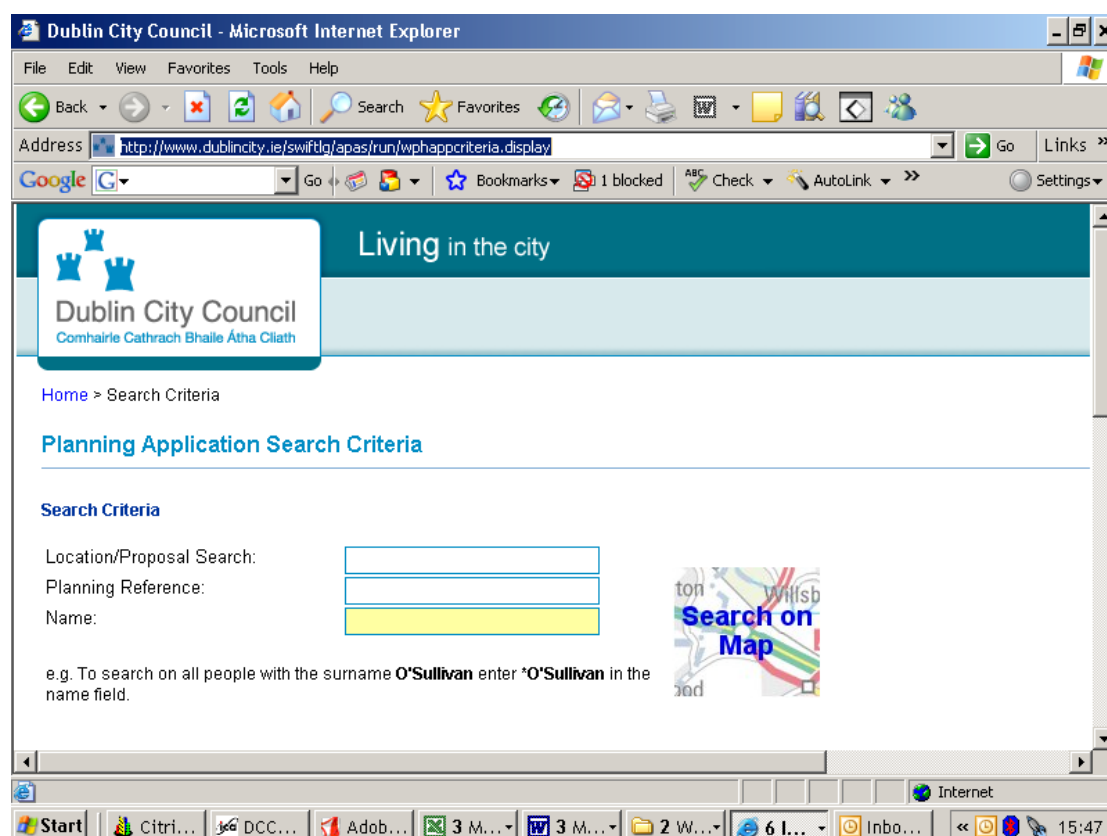 Dublin City Council - Microsoft Internet Explorer
File Edit View Favorites Tools Help
Back Search Favorites
Address http://www.dublincity.ie/swiftlg/apas/run/wphappcriteria.display Go Links »
Google G Go Bookmarks 1 blocked ABC Check AutoLink » Settings
Living in the city
Dublin City Council
Comhairle Cathrach Bhaile Átha Cliath
Home > Search Criteria
Planning Application Search Criteria
Search Criteria
Location/Proposal Search:
Planning Reference:
Name:
ton Willsb
Search on
Map
ood
e.g. To search on all people with the surname O'Sullivan enter *O'Sullivan in the
name field.
Internet
Start Citri... DCC... Adob... 3 M... 3 M... 2 W... 6 I... Inbo... « 15:47